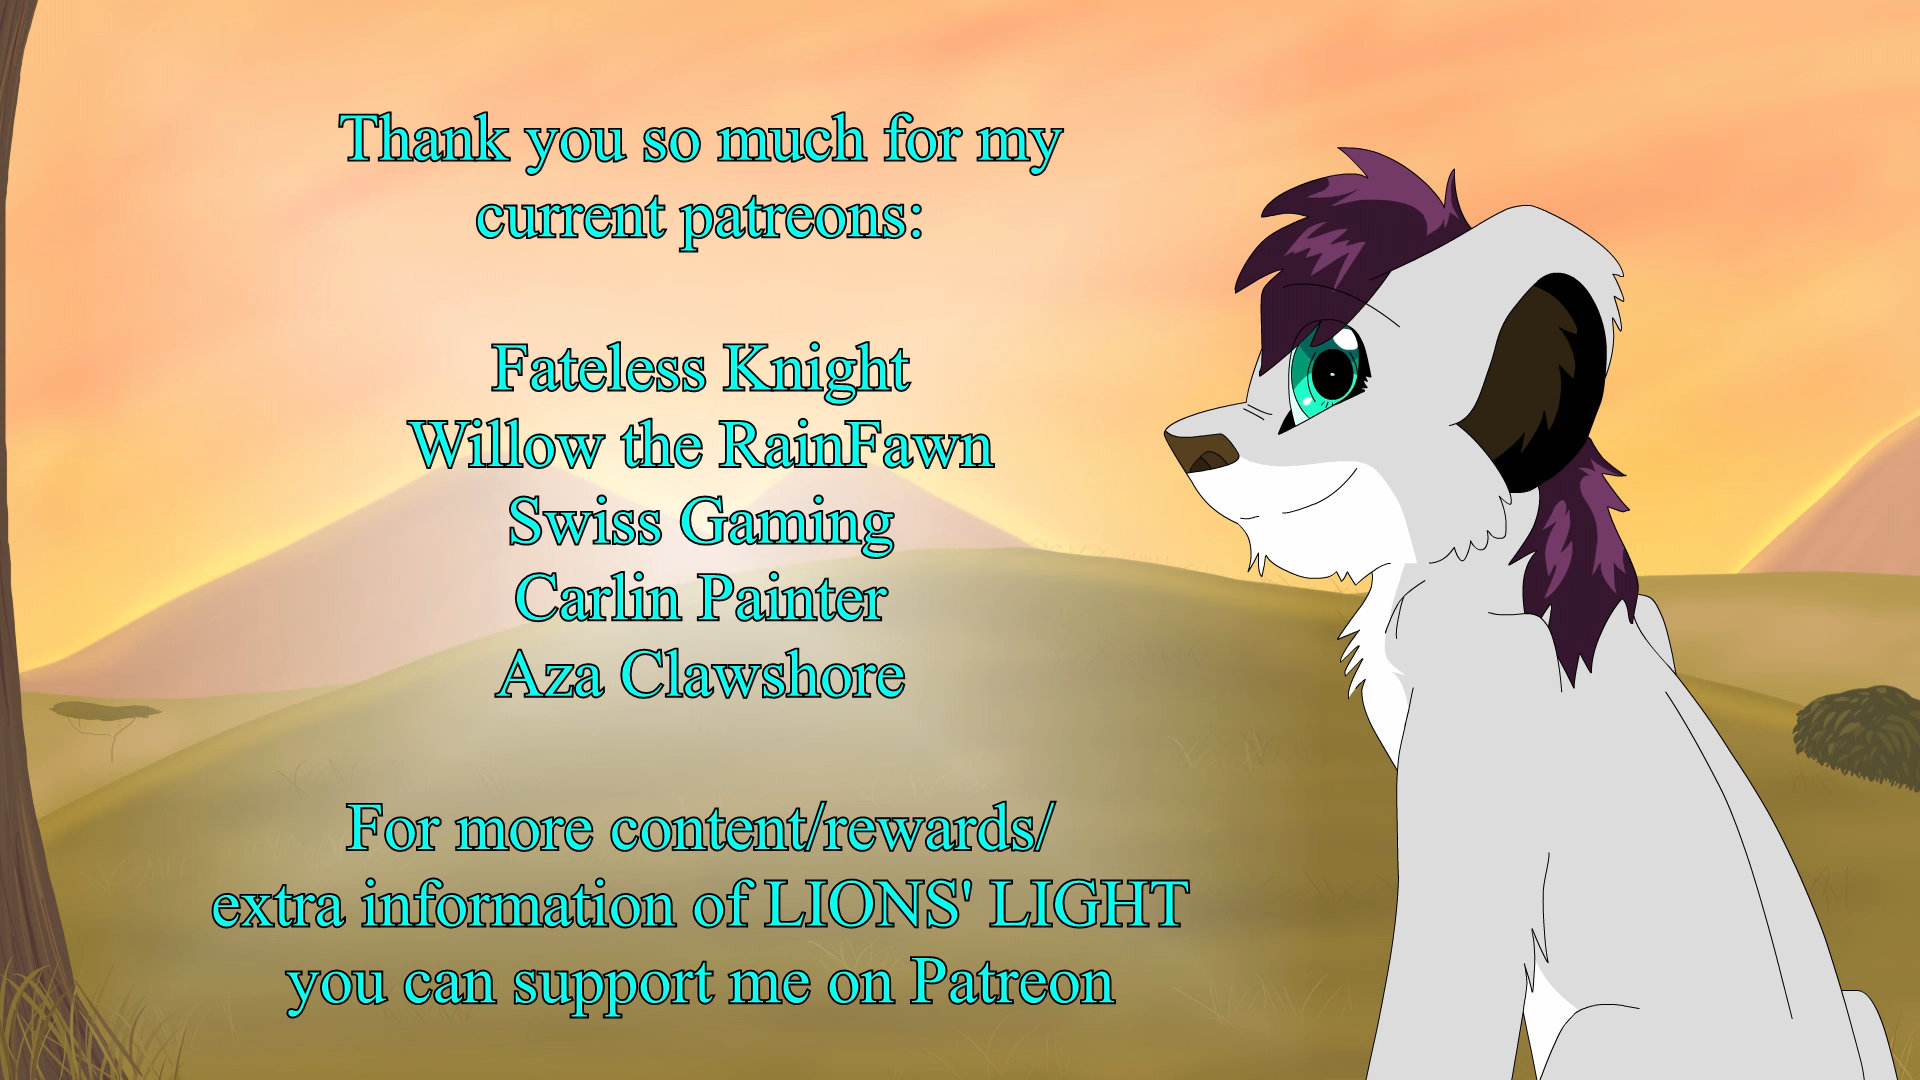 Thank you so much for my
current patreons:
Fateless Knight
Willow the RainFawn
Swiss Gaming
Carlin Painter
Aza Clawshore
For more content/rewards/
extra information of LIONS' LIGHT
you can support me on Patreon